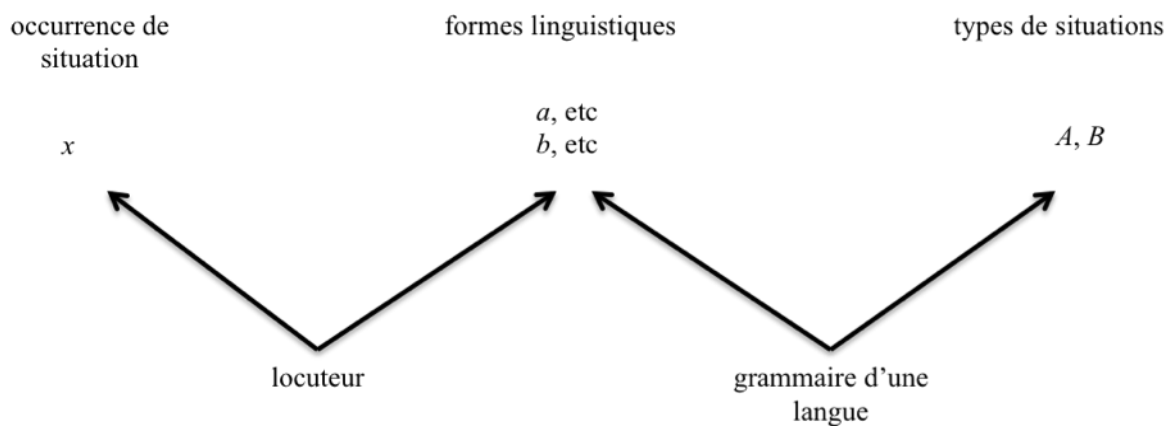 occurrence de
situation
formes linguistiques
types de situations
x
a, etc
b, etc
A, B
locuteur
grammaire d’une
langue